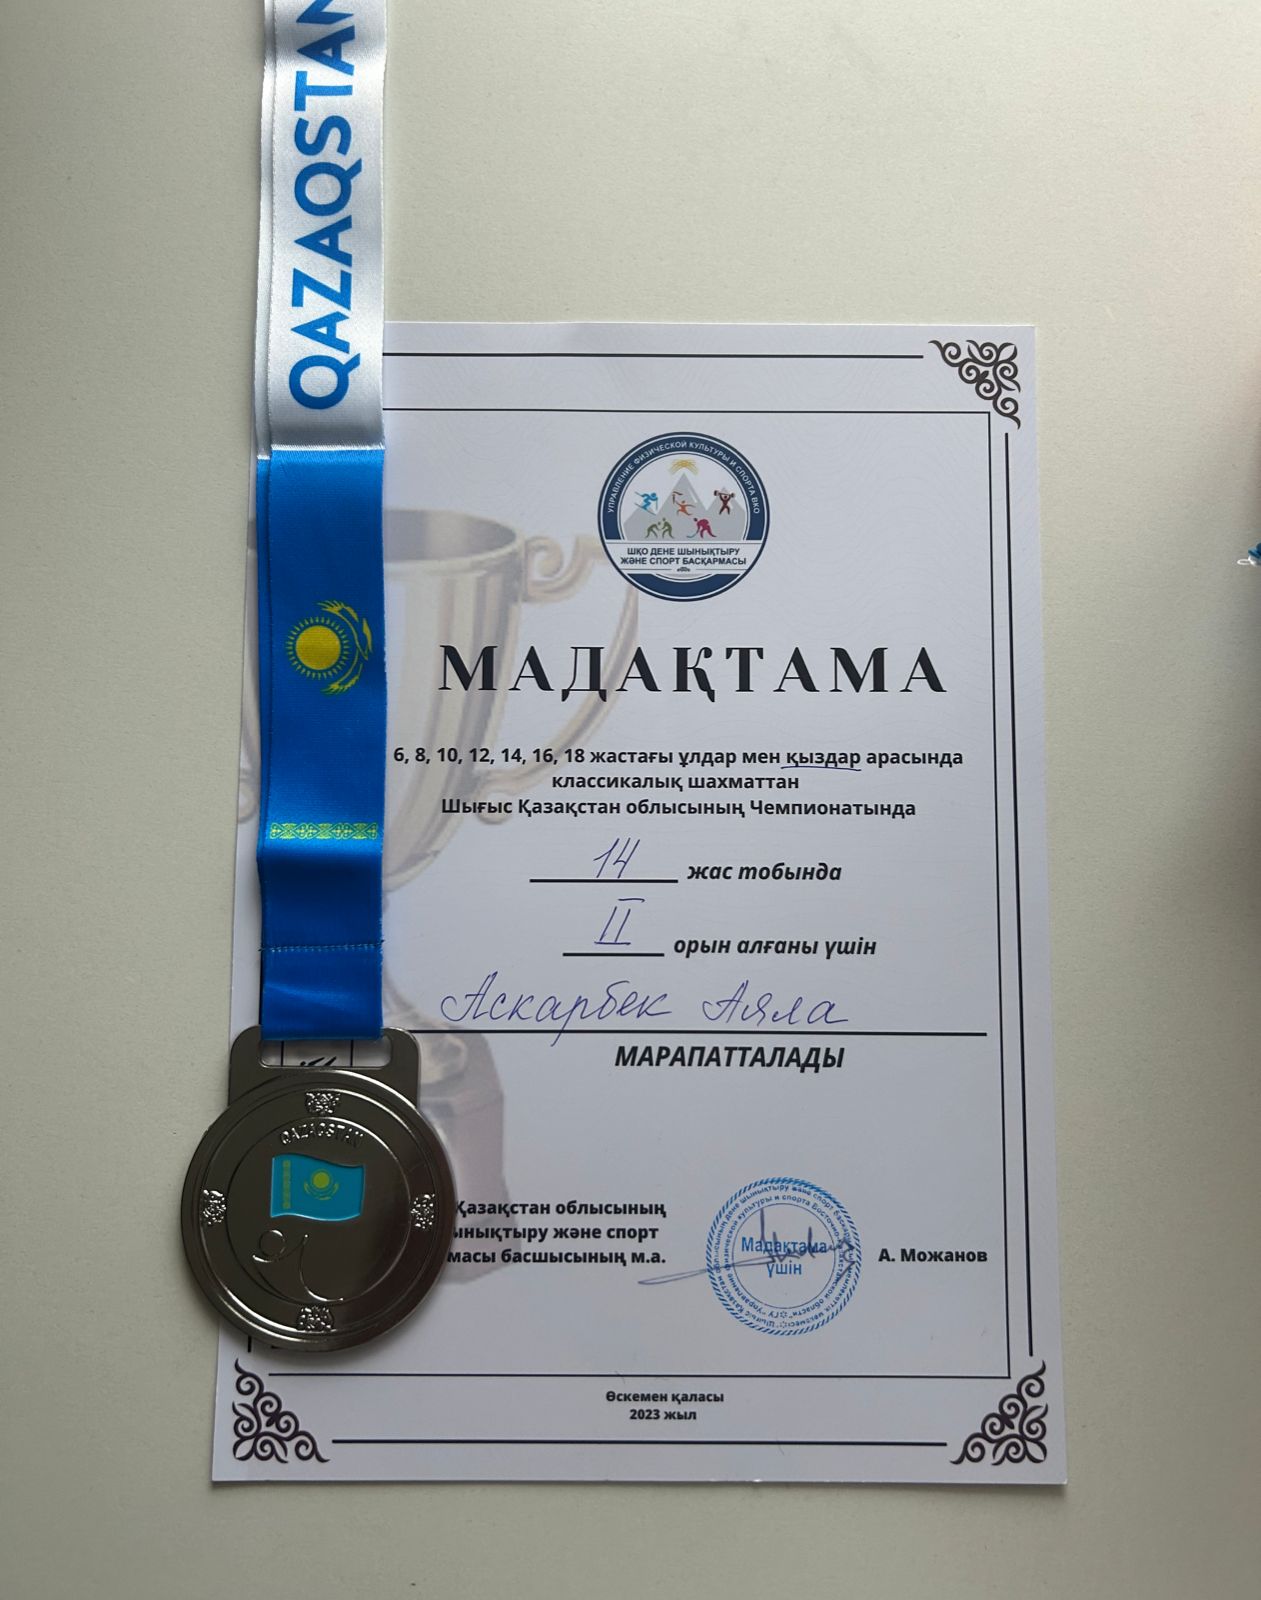 QAZAQSTAN
УПРАВЛЕНИЕ ФИЗИЧЕСКОЙ КУЛЬТУРЫ И СПОРТА ВКО
ШҚО ДЕНЕ ШЫНЫҚТЫРУ
ЖӘНЕ СПОРТ БАСҚАРМАСЫ
МАДАҚТАМА
6, 8, 10, 12, 14, 16, 18 жастағы ұлдар мен қыздар арасында
классикалық шахматтан
Шығыс Қазақстан облысының Чемпионатында
14 жас тобында
II орын алғаны үшін
Аскарбек Аяла
МАРАПАТТАЛАДЫ
QAZAQSTAN
Қазақстан облысының
ынықтыру және спорт
масы басшысының м.а.
Мадақтама
үшін
А. Можанов
Өскемен қаласы
2023 жыл